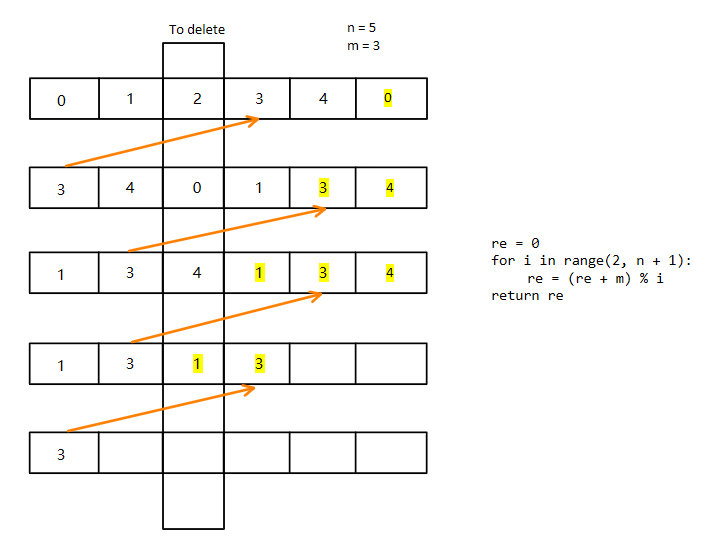 To delete
n = 5
m = 3
0 1 2 3 4 0
3 4 0 1 3 4
1 3 4 1 3 4
1 3 1 3
3
re = 0
for i in range(2, n + 1):
    re = (re + m) % i
return re